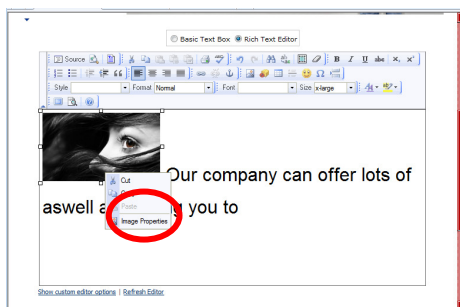 Basic Text Box Rich Text Editor
Source B I U abc x, x'
Style Format Normal Font Size x-large A
Our company can offer lots of
Cut
Paste
Image Properties
aswell a g you to
Show custom editor options | Refresh Editor